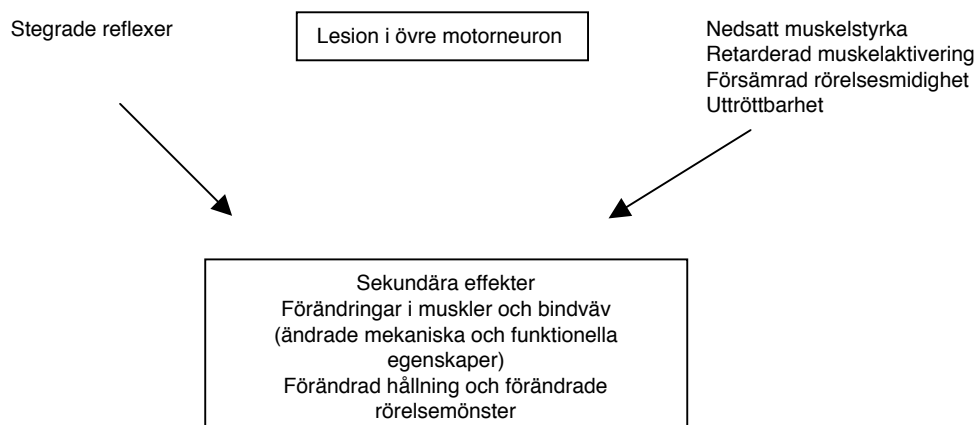 Stegrade reflexer
Lesion i övre motorneuron
Nedsatt muskelstyrka
Retarderad muskelaktivering
Försämrad rörelsesmidighet
Uttröttbarhet
Sekundära effekter
Förändringar i muskler och bindväv
(ändrade mekaniska och funktionella
egenskaper)
Förändrad hållning och förändrade
rörelsemönster